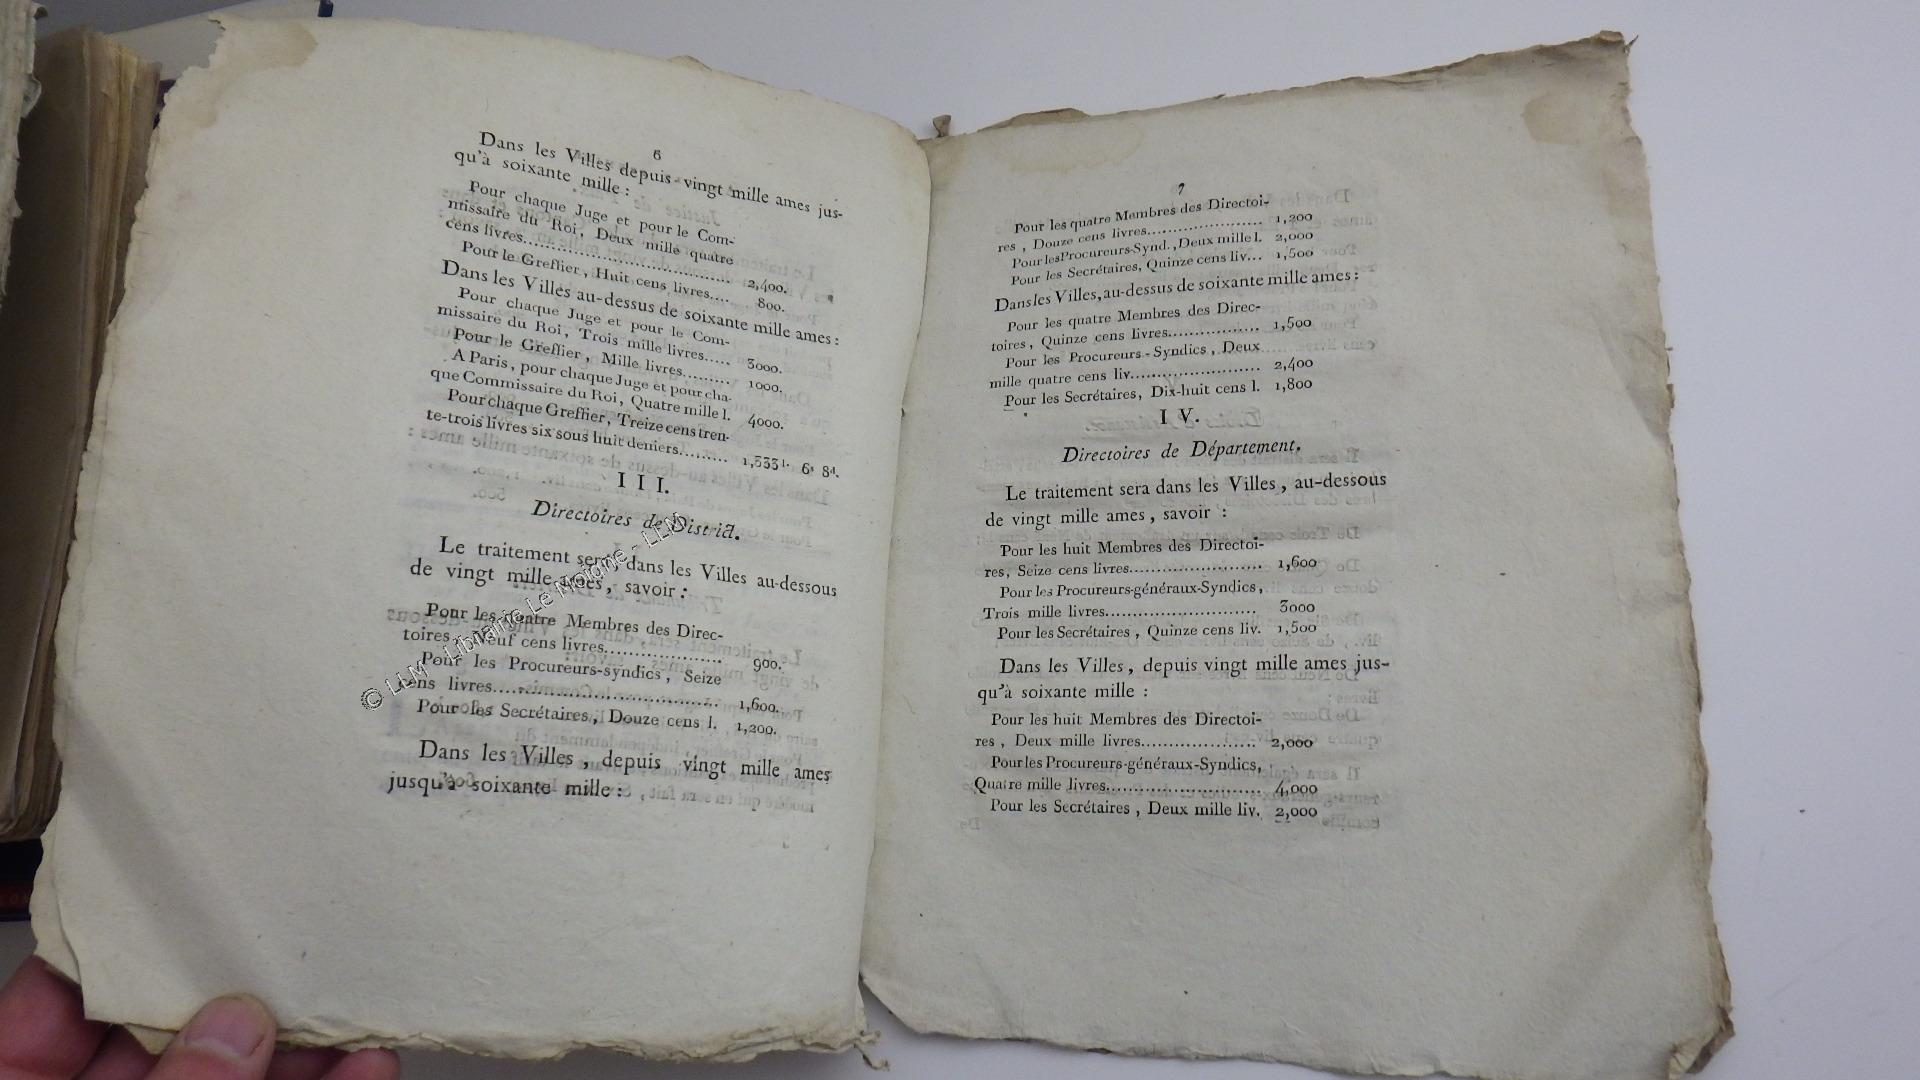 6
Dans les Villes depuis vingt mille ames jus-
qu'à soixante mille :
Pour chaque Juge et pour le Com-
missaire du Roi, Deux mille quatre
cens livres.............................. 2,400.
Pour le Greffier, Huit cens livres.... 800.
Dans les Villes au-dessus de soixante mille ames :
Pour chaque Juge et pour le Com-
missaire du Roi, Trois mille livres..... 3000.
Pour le Greffier, Mille livres......... 1000.
A Paris, pour chaque Juge et pour cha-
que Commissaire du Roi, Quatre mille l. 4000.
Pour chaque Greffier, Treize cens tren-
te-trois livres six sous huit deniers......... 1,333 l. 6 s 8 d.
III.
Directoires de District.
Le traitement sera, dans les Villes au-dessous
de vingt mille ames, savoir :
Pour les quatre Membres des Direc-
toires, Neuf cens livres.................... 900.
Pour les Procureurs-syndics, Seize
cens livres...................................... 1,600.
Pour les Secrétaires, Douze cens l. 1,200.
Dans les Villes, depuis vingt mille ames
jusqu'à soixante mille :
© LLM - Librairie Le Moigne - LLM
7
Pour les quatre Membres des Directoi-
res, Douze cens livres.................... 1,200
Pour les Procureurs-Synd., Deux mille l. 2,000
Pour les Secrétaires, Quinze cens liv... 1,500
Dans les Villes, au-dessus de soixante mille ames :
Pour les quatre Membres des Direc-
toires, Quinze cens livres................. 1,500
Pour les Procureurs-Syndics, Deux
mille quatre cens liv....................... 2,400
Pour les Secrétaires, Dix-huit cens l. 1,800
IV.
Directoires de Département.
Le traitement sera dans les Villes, au-dessous
de vingt mille ames, savoir :
Pour les huit Membres des Directoi-
res, Seize cens livres........................ 1,600
Pour les Procureurs-généraux-Syndics,
Trois mille livres............................ 3000
Pour les Secrétaires, Quinze cens liv. 1,500
Dans les Villes, depuis vingt mille ames jus-
qu'à soixante mille :
Pour les huit Membres des Directoi-
res, Deux mille livres.................... 2,000
Pour les Procureurs-généraux-Syndics,
Quatre mille livres............................ 4,000
Pour les Secrétaires, Deux mille liv. 2,000